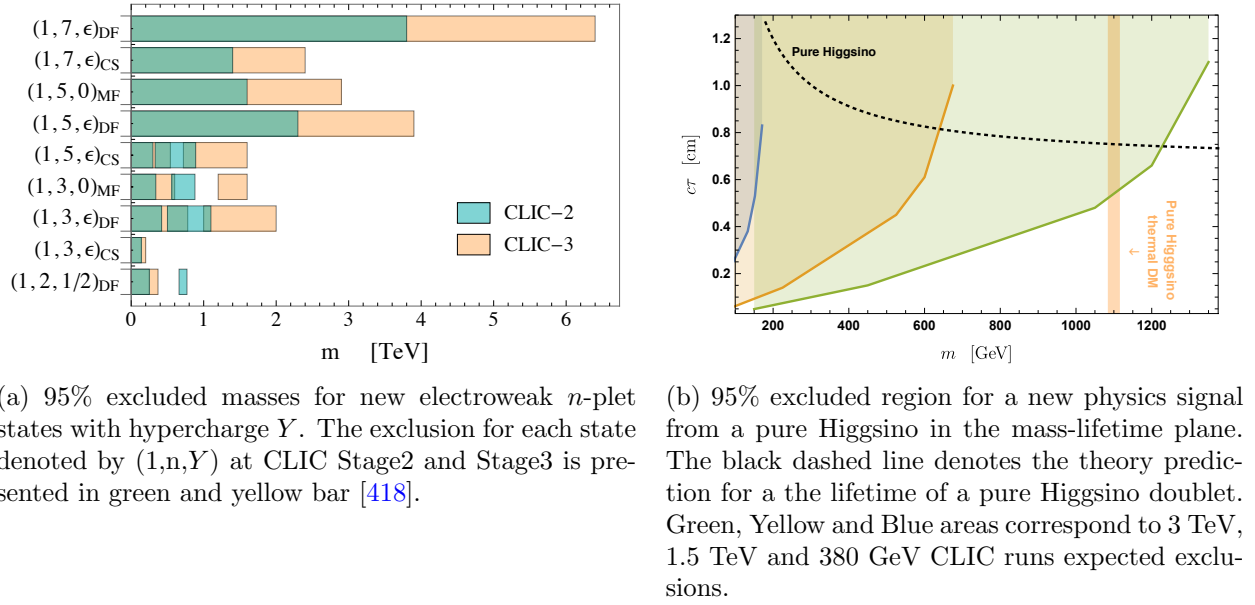 (1, 7, ϵ)DF
(1, 7, ϵ)CS
(1, 5, 0)MF
(1, 5, ϵ)DF
(1, 5, ϵ)CS
(1, 3, 0)MF
(1, 3, ϵ)DF
(1, 3, ϵ)CS
(1, 2, 1/2)DF
CLIC−2
CLIC−3
0 1 2 3 4 5 6
m [TeV]
(a) 95% excluded masses for new electroweak n-plet
states with hypercharge Y. The exclusion for each state
denoted by (1,n,Y) at CLIC Stage2 and Stage3 is pre-
sented in green and yellow bar [418].
1.2
1.0
0.8
0.6
0.4
0.2
cτ [cm]
Pure Higgsino
Pure Higggsino
thermal DM
↑
200 400 600 800 1000 1200
m [GeV]
(b) 95% excluded region for a new physics signal
from a pure Higgsino in the mass-lifetime plane.
The black dashed line denotes the theory predic-
tion for a the lifetime of a pure Higgsino doublet.
Green, Yellow and Blue areas correspond to 3 TeV,
1.5 TeV and 380 GeV CLIC runs expected exclu-
sions.